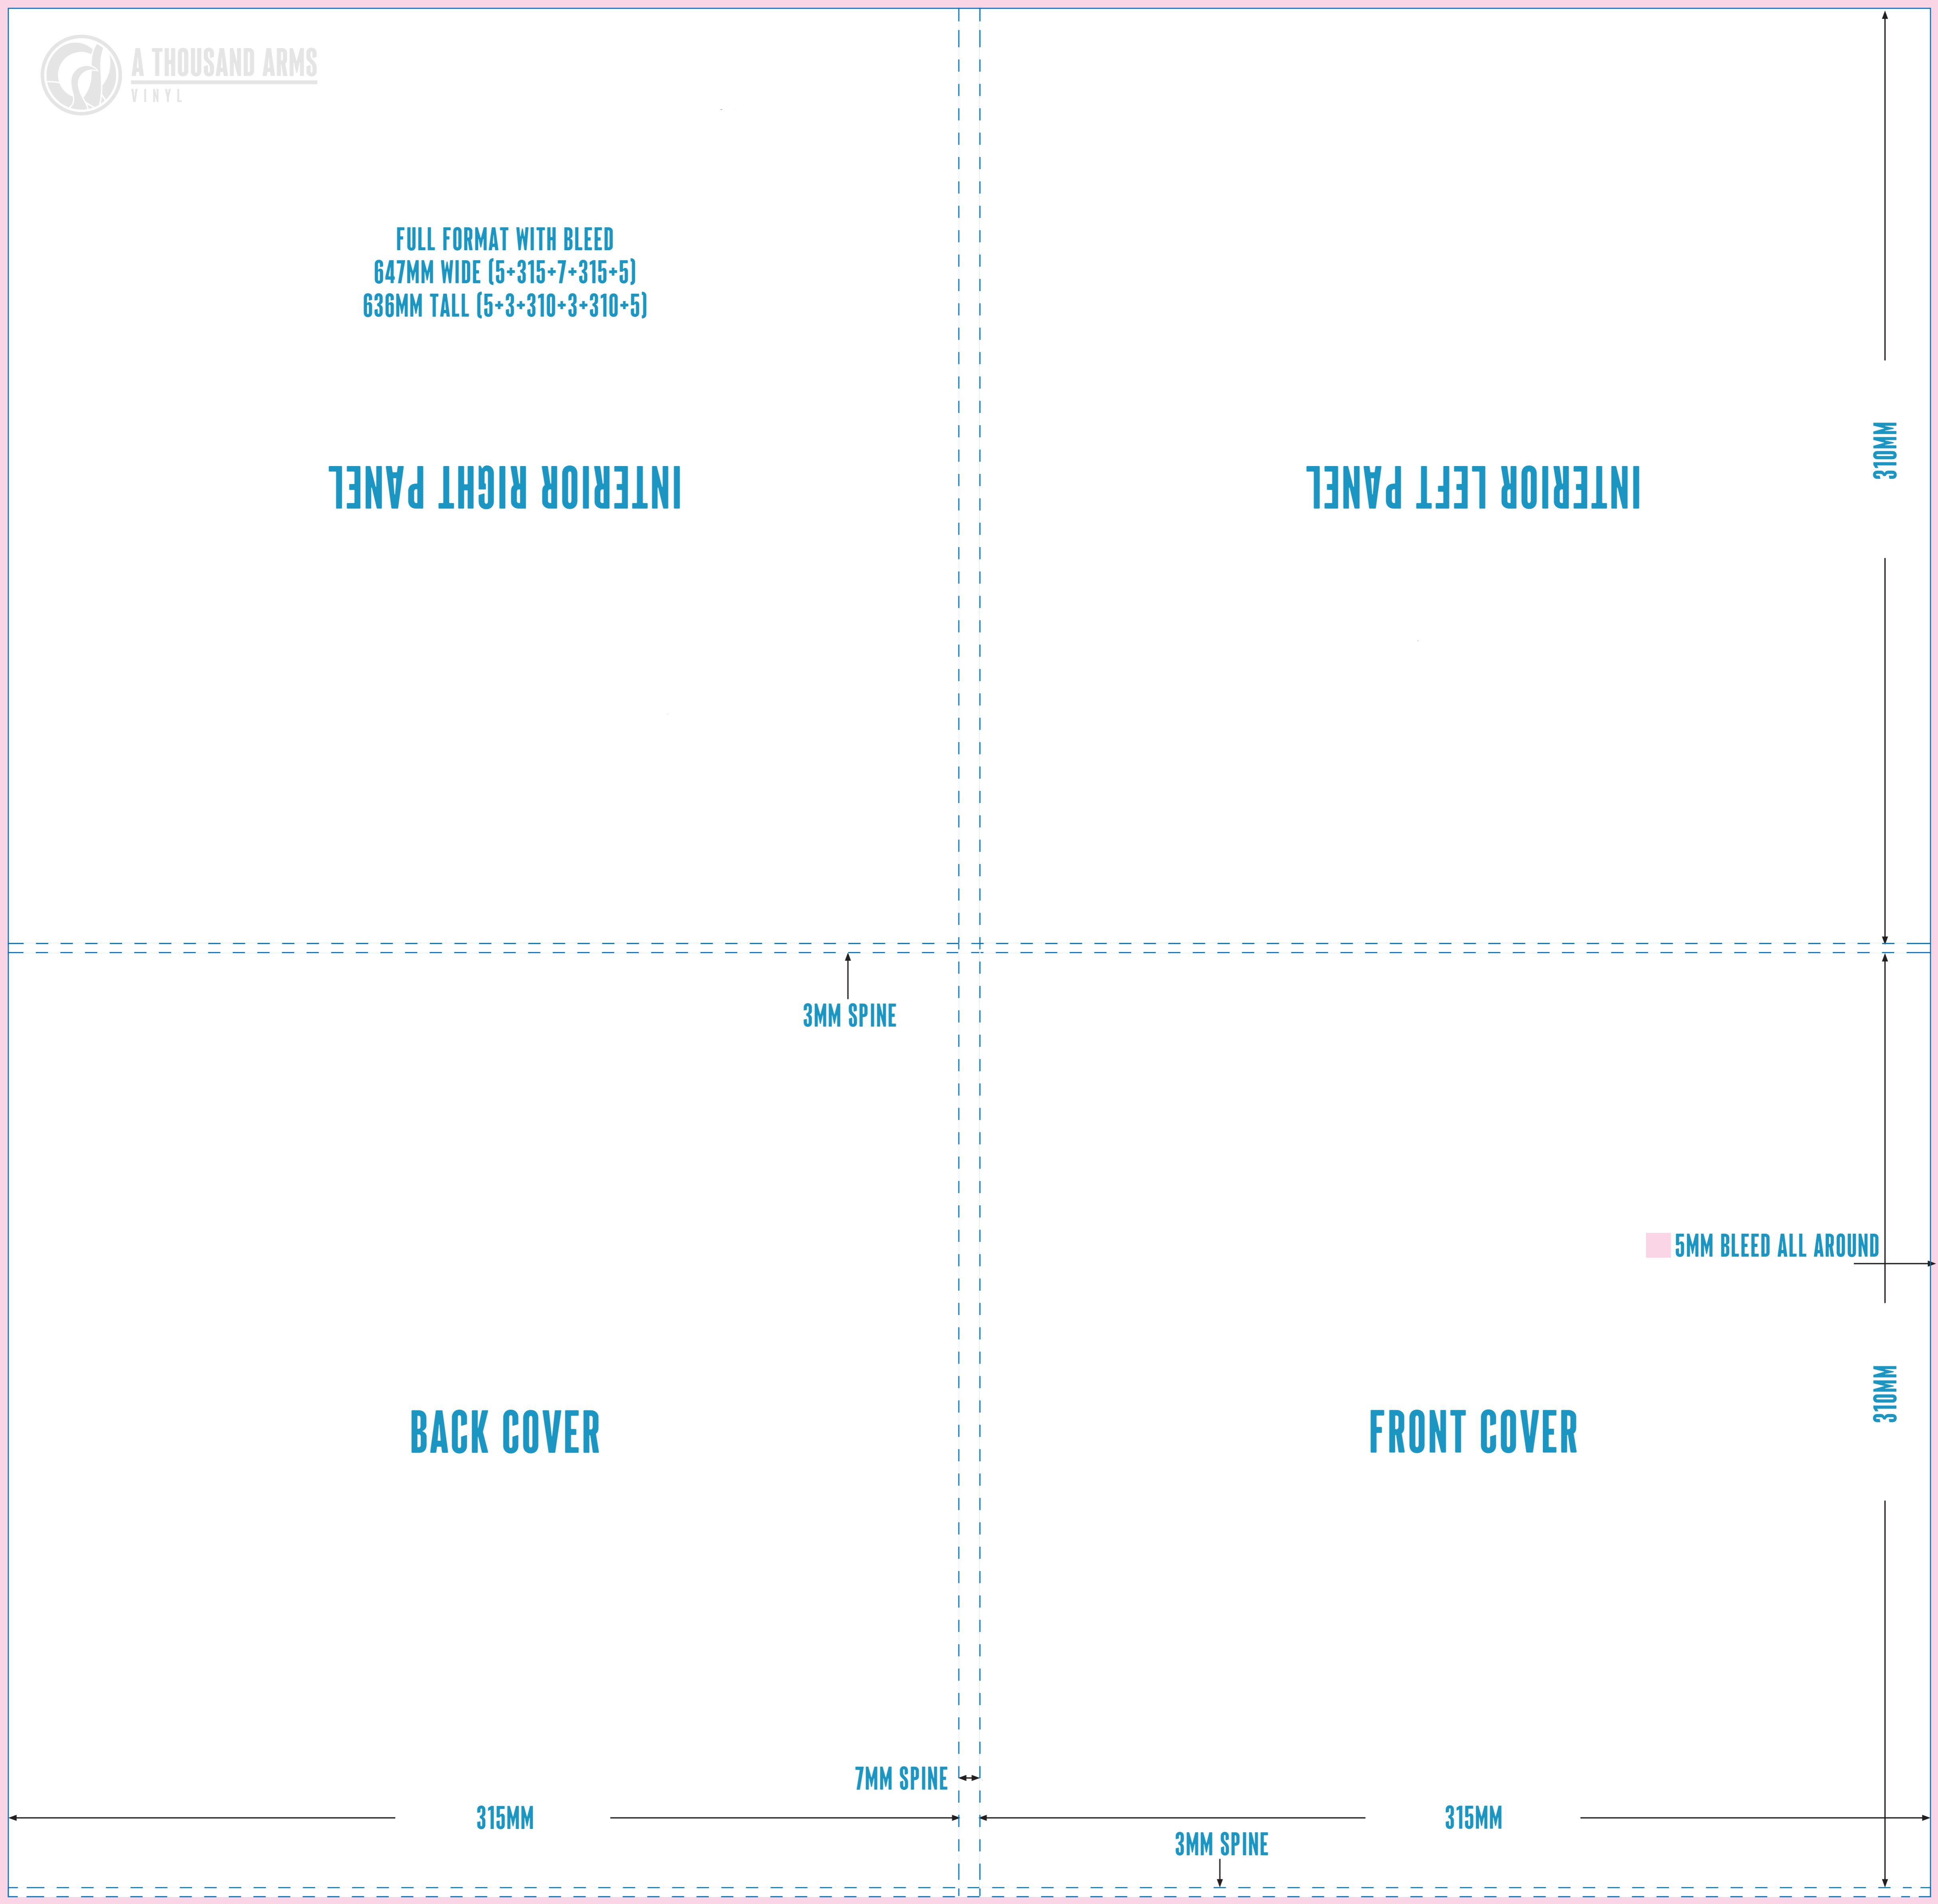 A THOUSAND ARMS
VINYL
FULL FORMAT WITH BLEED
647MM WIDE (5+315+7+315+5)
636MM TALL (5+3+310+3+310+5)
INTERIOR RIGHT PANEL
INTERIOR LEFT PANEL
310MM
3MM SPINE
5MM BLEED ALL AROUND
BACK COVER
FRONT COVER
310MM
7MM SPINE
315MM
315MM
3MM SPINE